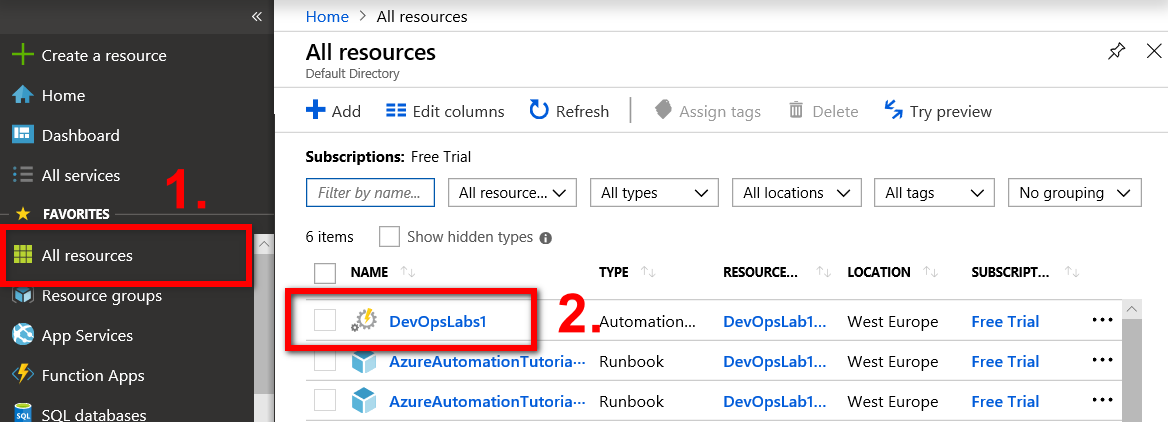 «
Create a resource
Home
Dashboard
All services
1.
FAVORITES
All resources
Resource groups
App Services
Function Apps
SQL databases
Home > All resources
All resources
Default Directory
Add Edit columns Refresh Assign tags Delete Try preview
Subscriptions: Free Trial
Filter by name... All resource... All types All locations All tags No grouping
6 items Show hidden types
NAME TYPE RESOURCE... LOCATION SUBSCRIPT...
DevOpsLabs1 2. Automation... DevOpsLab1... West Europe Free Trial
AzureAutomationTutoria... Runbook DevOpsLab1... West Europe Free Trial
AzureAutomationTutoria... Runbook DevOpsLab1... West Europe Free Trial